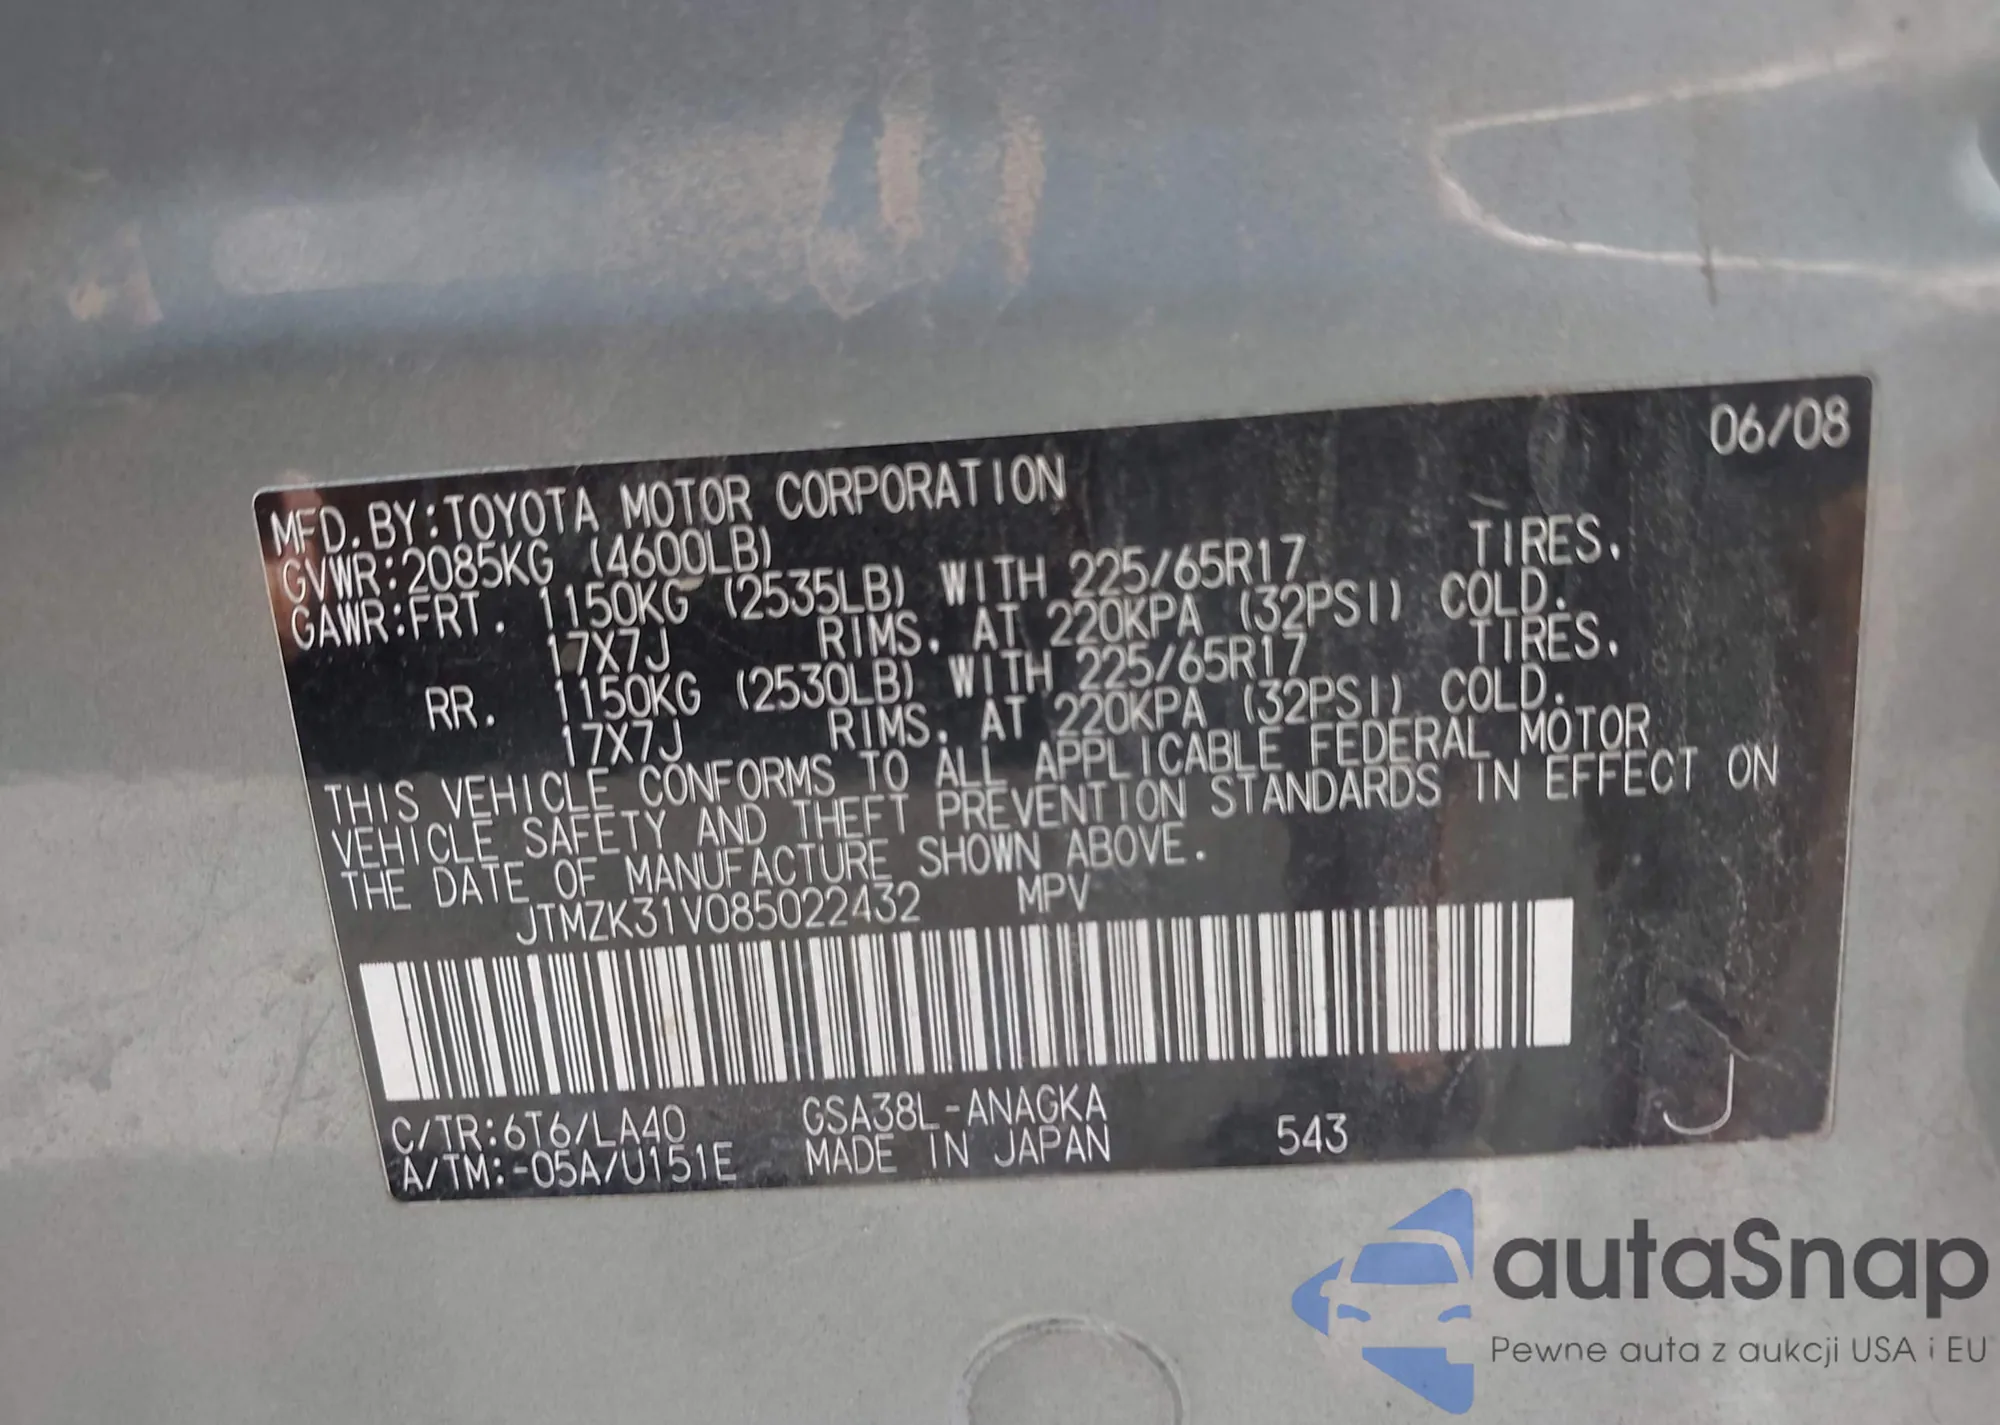 06/08
MFD. BY: TOYOTA MOTOR CORPORATION
GVWR: 2085KG (4600LB)
GAWR: FRT. 1150KG (2535LB) WITH 225/65R17 TIRES.
17X7J RIMS. AT 220KPA (32PSI) COLD.
RR. 1150KG (2530LB) WITH 225/65R17 TIRES.
17X7J RIMS. AT 220KPA (32PSI) COLD.
THIS VEHICLE CONFORMS TO ALL APPLICABLE FEDERAL MOTOR
VEHICLE SAFETY AND THEFT PREVENTION STANDARDS IN EFFECT ON
THE DATE OF MANUFACTURE SHOWN ABOVE.
JTMZK31V085022432 MPV
C/TR: 6T6/LA40 GSA38L-ANAGKA
A/TM: -05A/U151E MADE IN JAPAN 543
J
autaSnap
Pewne auta z aukcji USA i EU